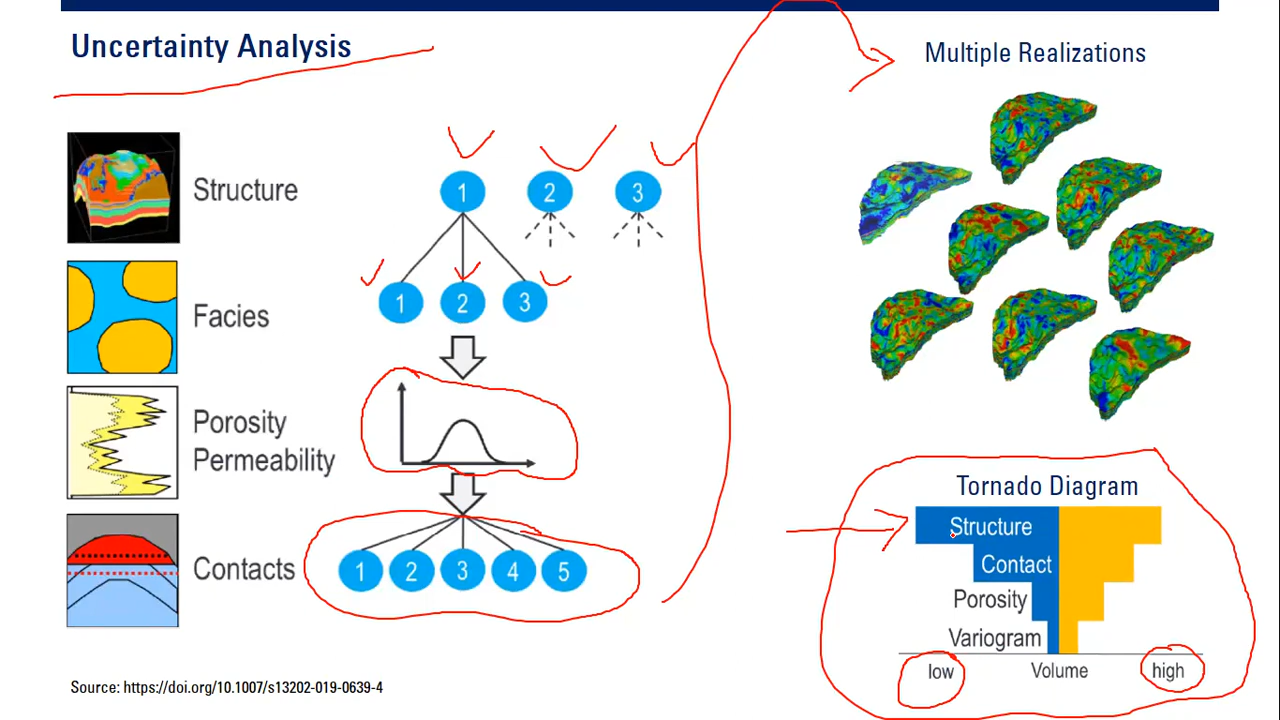 Uncertainty Analysis
Structure
1 2 3
Facies
1 2 3
Porosity
Permeability
Contacts
1 2 3 4 5
Source: https://doi.org/10.1007/s13202-019-0639-4
Multiple Realizations
Tornado Diagram
Structure
Contact
Porosity
Variogram
low Volume high